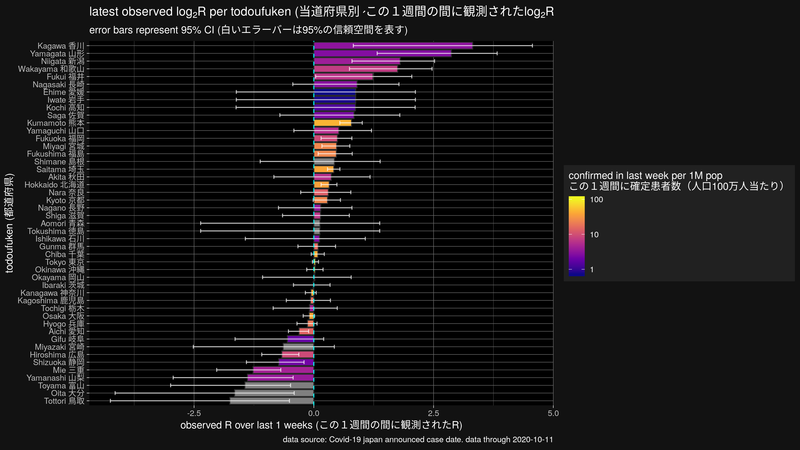 latest observed log2R per todoufuken (当道府県別・この１週間の間に観測されたlog2R
error bars represent 95% CI (白いエラーバーは95%の信頼空間を表す)
todoufuken (都道府県)
Kagawa 香川
Yamagata 山形
Niigata 新潟
Wakayama 和歌山
Fukui 福井
Nagasaki 長崎
Ehime 愛媛
Iwate 岩手
Kochi 高知
Saga 佐賀
Kumamoto 熊本
Yamaguchi 山口
Fukuoka 福岡
Miyagi 宮城
Fukushima 福島
Shimane 島根
Saitama 埼玉
Akita 秋田
Hokkaido 北海道
Nara 奈良
Kyoto 京都
Nagano 長野
Shiga 滋賀
Aomori 青森
Tokushima 徳島
Ishikawa 石川
Gunma 群馬
Chiba 千葉
Tokyo 東京
Okinawa 沖縄
Okayama 岡山
Ibaraki 茨城
Kanagawa 神奈川
Kagoshima 鹿児島
Tochigi 栃木
Osaka 大阪
Hyogo 兵庫
Aichi 愛知
Gifu 岐阜
Miyazaki 宮崎
Hiroshima 広島
Shizuoka 静岡
Mie 三重
Yamanashi 山梨
Toyama 富山
Oita 大分
Tottori 鳥取
-2.5 0.0 2.5 5.0
observed R over last 1 weeks (この１週間の間に観測されたR)
data source: Covid-19 japan announced case date. data through 2020-10-11
confirmed in last week per 1M pop
この１週間に確定患者数（人口100万人当たり）
100
10
1